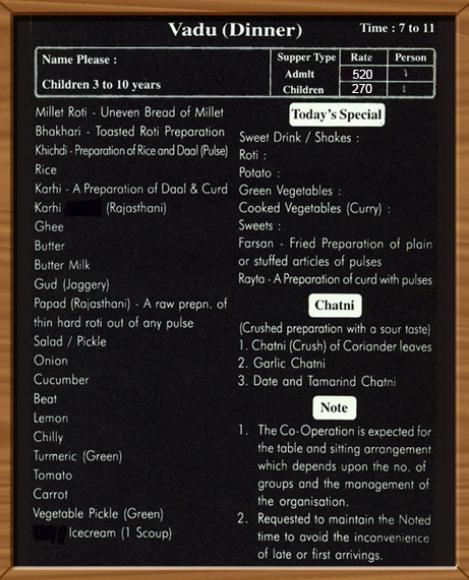 Vadu (Dinner)
Time : 7 to 11
Name Please :
Children 3 to 10 years
Supper Type Rate Person
Admlt 520 1
Children 270 1
Millet Roti - Uneven Bread of Millet
Bhakhari - Toasted Roti Preparation
Khichdi - Preparation of Rice and Daal (Pulse)
Rice
Karhi - A Preparation of Daal & Curd
Karhi (Rajasthani)
Ghee
Butter
Butter Milk
Gud (Jaggery)
Papad (Rajasthani) - A raw prepn. of
thin hard roti out of any pulse
Salad / Pickle
Onion
Cucumber
Beat
Lemon
Chilly
Turmeric (Green)
Tomato
Carrot
Vegetable Pickle (Green)
Icecream (1 Scoup)
Today's Special
Sweet Drink / Shakes :
Roti :
Potato :
Green Vegetables :
Cooked Vegetables (Curry) :
Sweets :
Farsan - Fried Preparation of plain
or stuffed articles of pulses
Rayta - A Preparation of curd with pulses
Chatni
(Crushed preparation with a sour taste)
1. Chatni (Crush) of Coriander leaves
2. Garlic Chatni
3. Date and Tamarind Chatni
Note
1. The Co-Operation is expected for
the table and sitting arrangement
which depends upon the no. of
groups and the management of
the organisation.
2. Requested to maintain the Noted
time to avoid the inconvenience
of late or first arrivings.